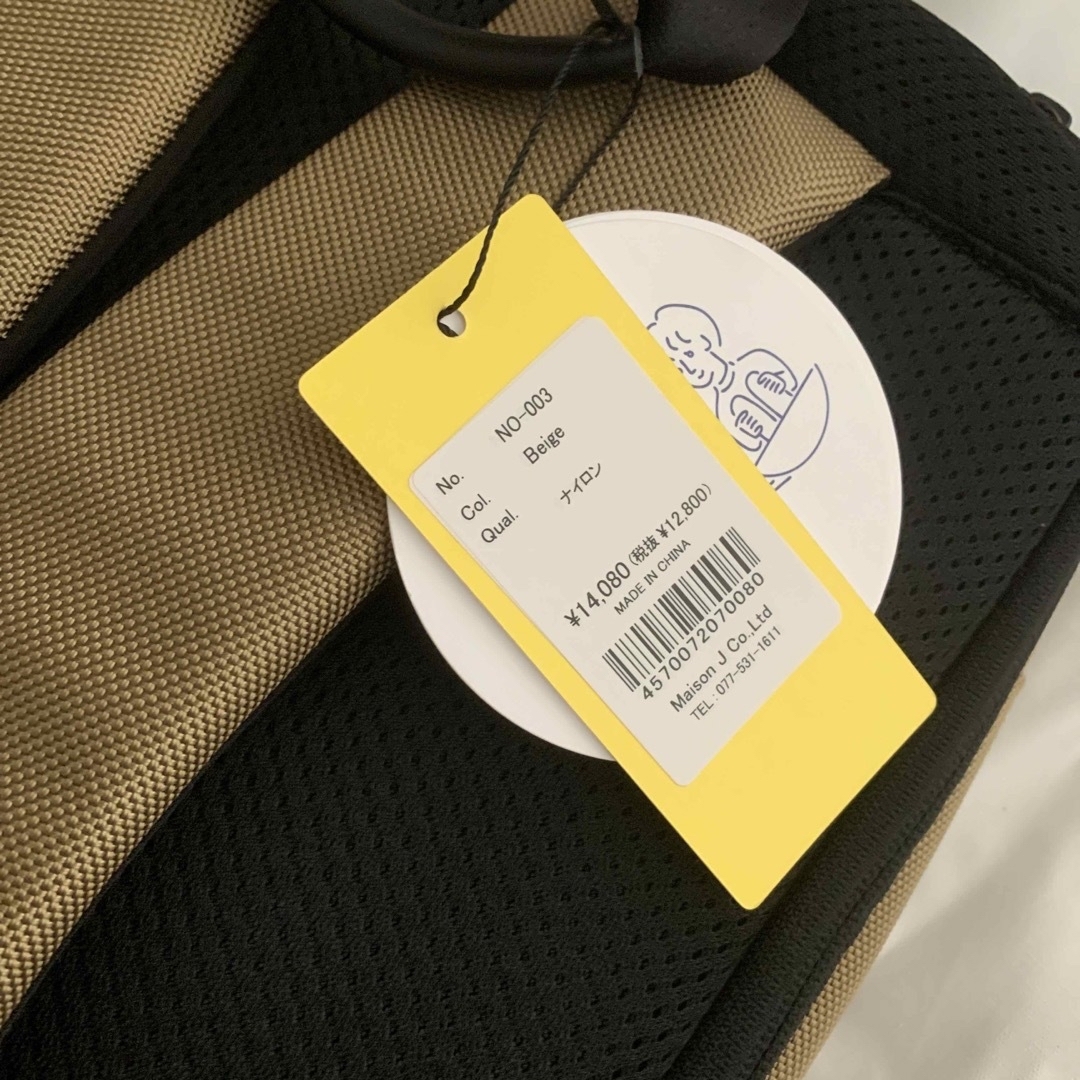 No. NO-003
Col. Beige
Qual. ナイロン
¥14,080(税抜 ¥12,800)
MADE IN CHINA
4570072070080
Maison J Co.,Ltd
TEL : 077-531-1611